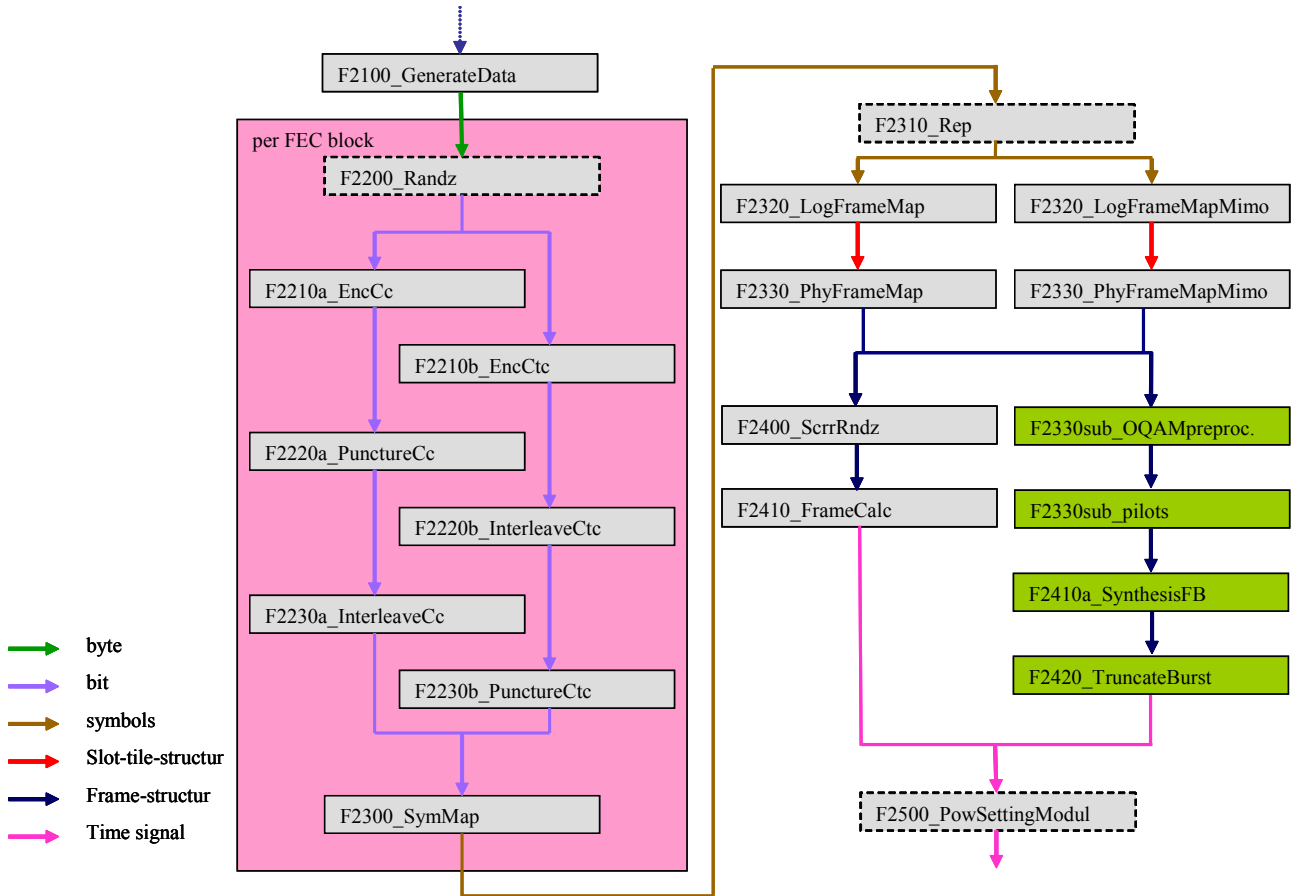 F2100_GenerateData
per FEC block
F2200_Randz
F2210a_EncCc
F2210b_EncCtc
F2220a_PunctureCc
F2220b_InterleaveCtc
F2230a_InterleaveCc
F2230b_PunctureCtc
F2300_SymMap
F2310_Rep
F2320_LogFrameMap
F2320_LogFrameMapMimo
F2330_PhyFrameMap
F2330_PhyFrameMapMimo
F2400_ScrrRndz
F2330sub_OQAMpreproc.
F2410_FrameCalc
F2330sub_pilots
F2410a_SynthesisFB
F2420_TruncateBurst
F2500_PowSettingModul
byte
bit
symbols
Slot-tile-structur
Frame-structur
Time signal